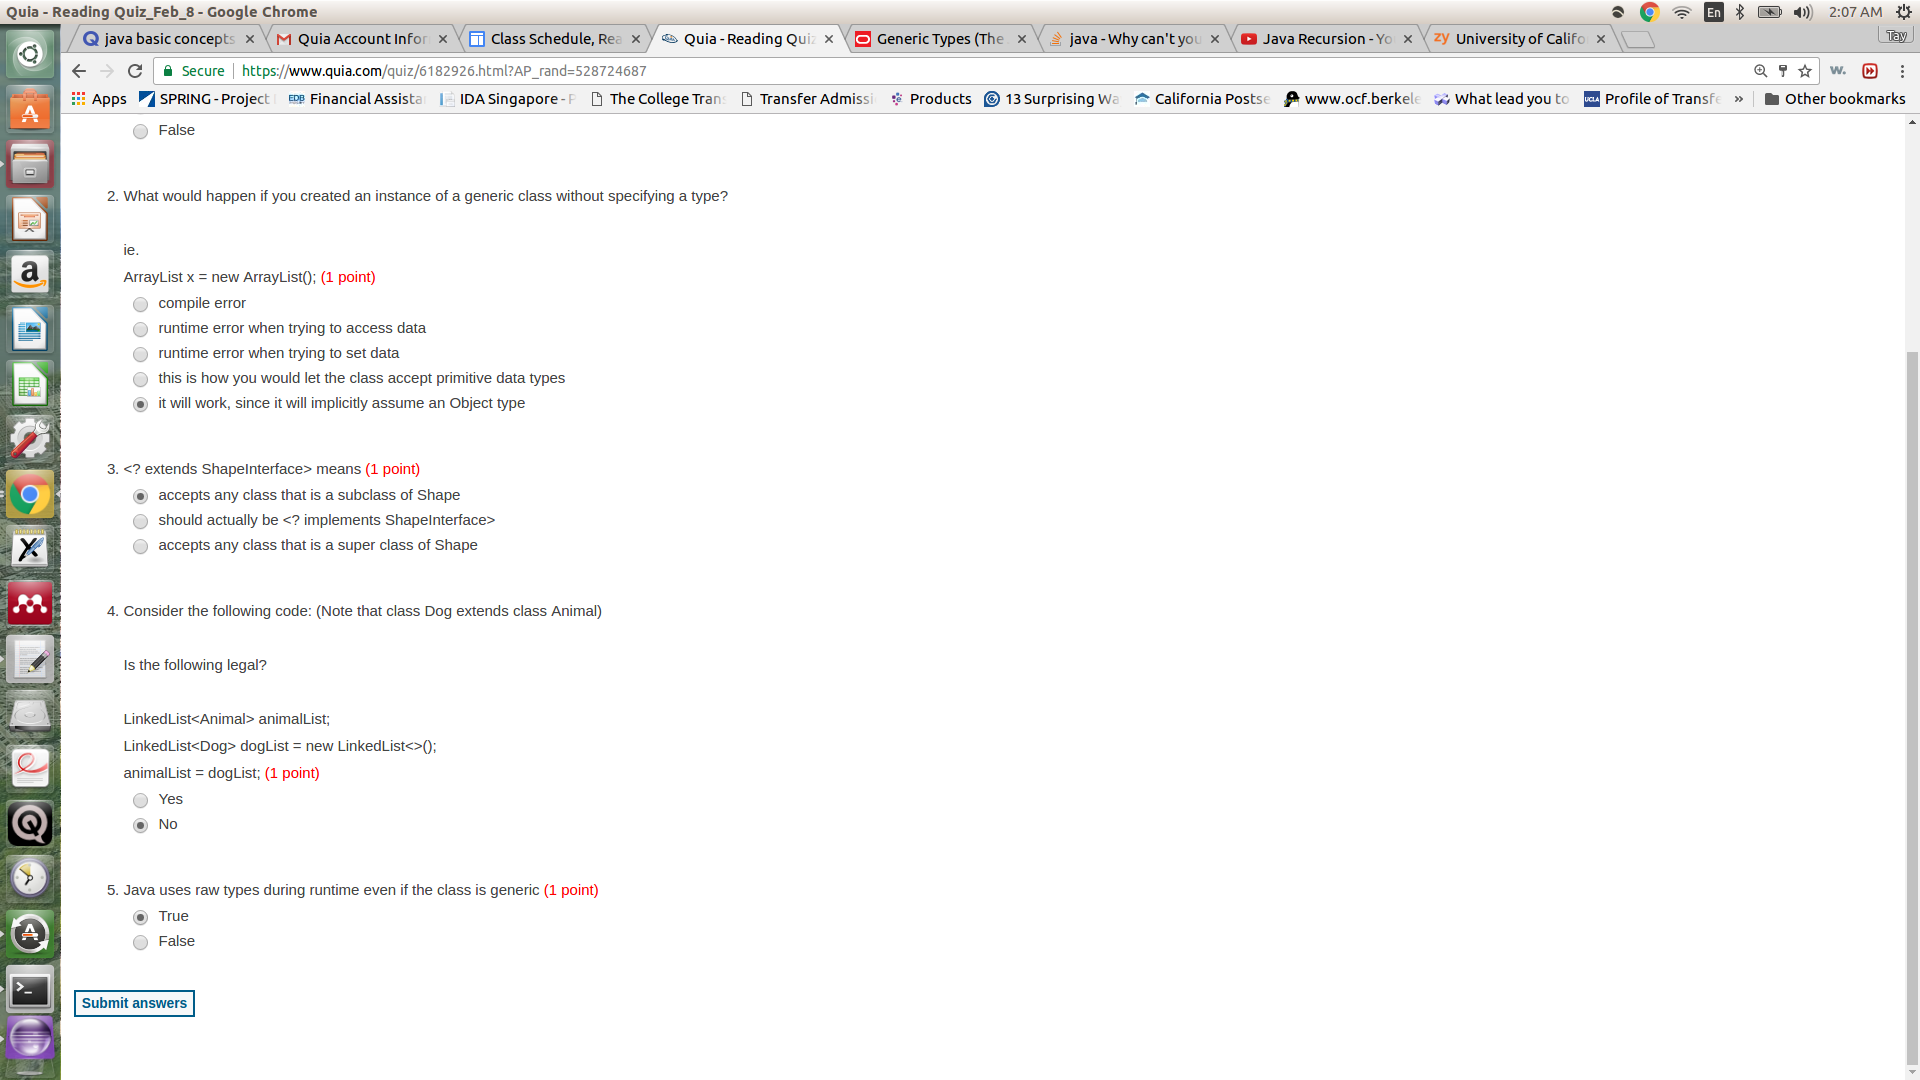 Quia - Reading Quiz_Feb_8 - Google Chrome
En
2:07 AM
java basic concepts
Quia Account Infor
Class Schedule, Rea
Quia - Reading Quiz
Generic Types (The
java - Why can't you
Java Recursion - Yo
zy University of Califo
Tay
Secure
https://www.quia.com/quiz/6182926.html?AP_rand=528724687
w.
Apps
SPRING - Project
EDB Financial Assista
IDA Singapore - P
The College Tran
Transfer Admissi
Products
13 Surprising Wa
California Postse
www.ocf.berkele
What lead you to
UCLA Profile of Transfe
»
Other bookmarks
False
2. What would happen if you created an instance of a generic class without specifying a type?
ie.
ArrayList x = new ArrayList(); (1 point)
compile error
runtime error when trying to access data
runtime error when trying to set data
this is how you would let the class accept primitive data types
it will work, since it will implicitly assume an Object type
3. <? extends ShapeInterface> means (1 point)
accepts any class that is a subclass of Shape
should actually be <? implements ShapeInterface>
accepts any class that is a super class of Shape
4. Consider the following code: (Note that class Dog extends class Animal)
Is the following legal?
LinkedList<Animal> animalList;
LinkedList<Dog> dogList = new LinkedList<>();
animalList = dogList; (1 point)
Yes
No
5. Java uses raw types during runtime even if the class is generic (1 point)
True
False
Submit answers